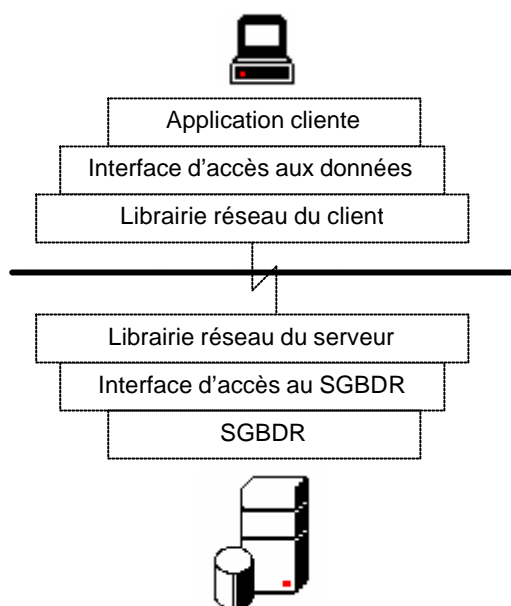 Application cliente
Interface d'accès aux données
Librairie réseau du client
Librairie réseau du serveur
Interface d'accès au SGBDR
SGBDR